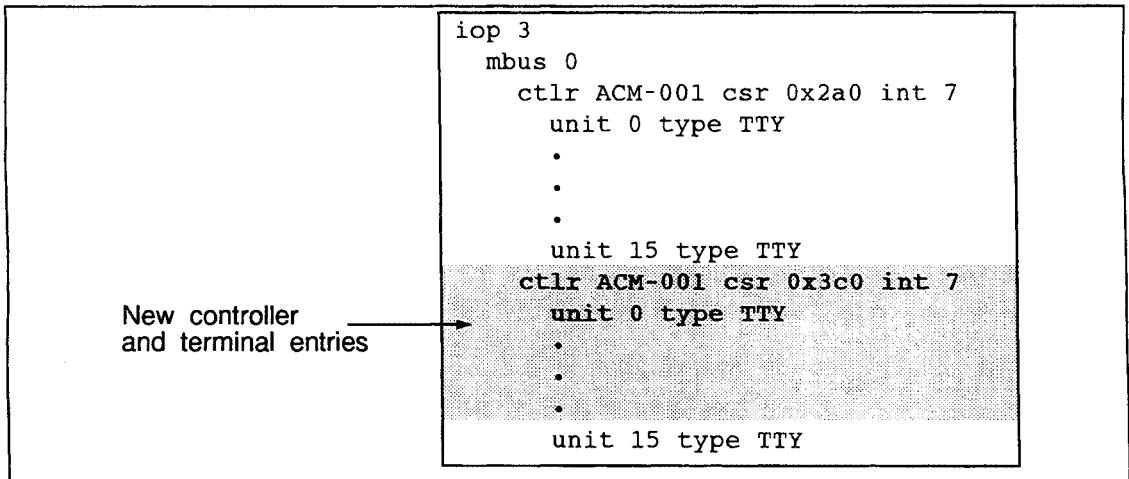 iop 3
mbus 0
ctlr ACM-001 csr 0x2a0 int 7
unit 0 type TTY
.
.
.
unit 15 type TTY
ctlr ACM-001 csr 0x3c0 int 7
unit 0 type TTY
.
.
.
unit 15 type TTY
New controller
and terminal entries